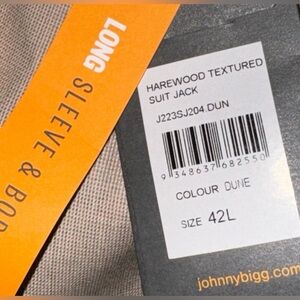 LONG
SLEEVE & BOD
HAREWOOD TEXTURED
SUIT JACK
J223SJ204.DUN
9 348637 682550
COLOUR DUNE
SIZE 42L
johnnybigg.com